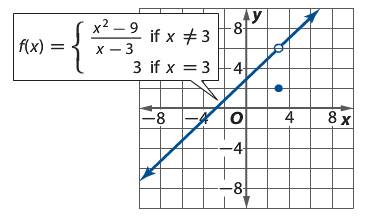 f(x) = { x² − 9 / x − 3 if x ≠ 3
3 if x = 3
y
8
4
−8 −4 O 4 8 x
−4
−8